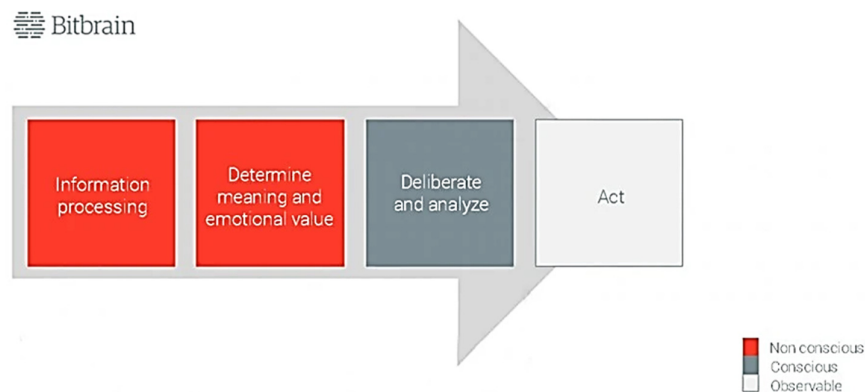 Bitbrain
Information
processing
Determine
meaning and
emotional value
Deliberate
and analyze
Act
Non conscious
Conscious
Observable